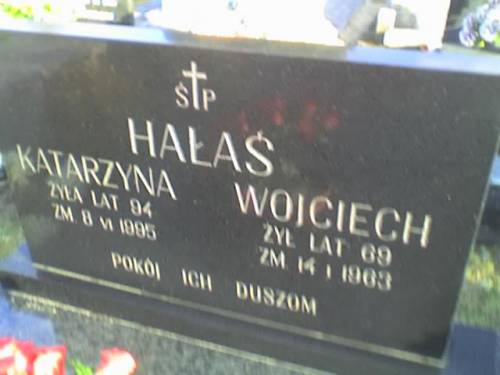 Ś P
HAŁAŚ
KATARZYNA
ŻYŁA LAT 94
ZM. 8 VI 1995
WOJCIECH
ŻYŁ LAT 69
ZM. 14 I 1963
POKÓJ ICH DUSZOM